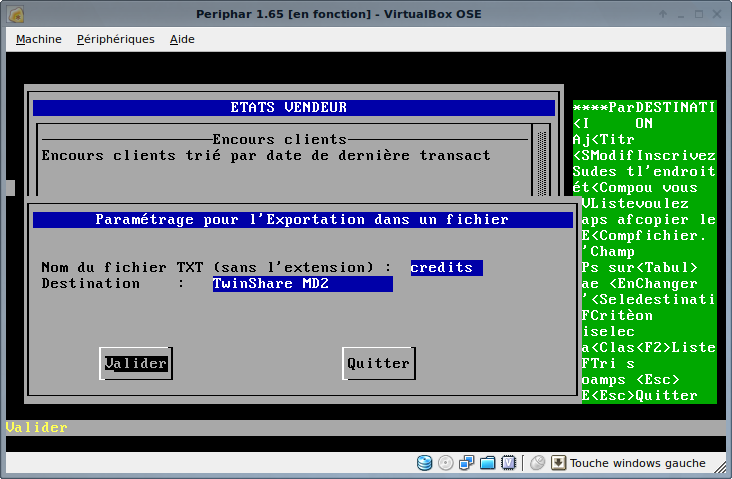 Periphar 1.65 [en fonction] - VirtualBox OSE
Machine Périphériques Aide
ETATS VENDEUR
Encours clients
Encours clients trié par date de dernière transact
Paramétrage pour l'Exportation dans un fichier
Nom du fichier TXT (sans l'extension) : credits
Destination : TwinShare MD2
Valider Quitter
****ParDESTINATI
<I ON
Aj<Titr
<SModifInscrivez
Sudes tl'endroit
ét<Compou vous
VListevoulez
aps afcopier le
E<Compfichier.
'Champ
Ps sur<Tabul>
ae <EnChanger
'<Seledestinati
FCritèon
iselec
a<Clas<F2>Liste
FTri s
oamps <Esc>
E<Esc>Quitter
Valider
Touche windows gauche